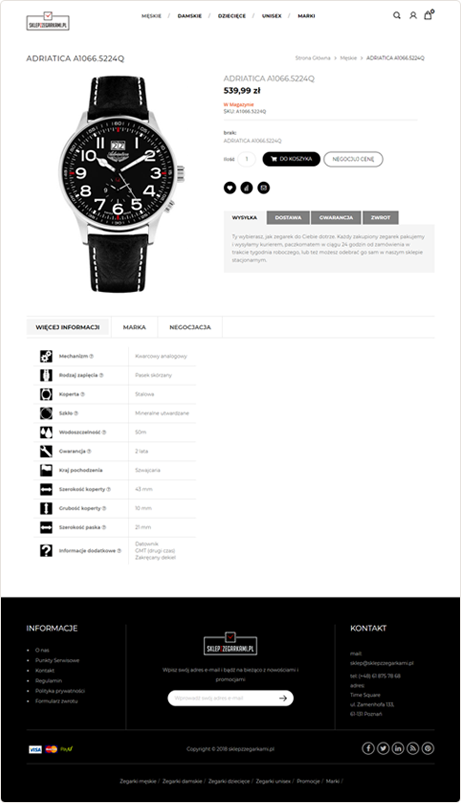 SKLEPZZEGARKAMI.PL
MĘSKIE / DAMSKIE / DZIECIĘCE / UNISEX / MARKI
0
ADRIATICA A1066.5224Q
Strona Główna > Męskie > ADRIATICA A1066.5224Q
ADRIATICA A1066.5224Q
539,99 zł
W Magazynie
SKU: A1066.5224Q
brak:
ADRIATICA A1066.5224Q
Ilość 1 DO KOSZYKA NEGOCJUJ CENĘ
WYSYŁKA DOSTAWA GWARANCJA ZWROT
Ty wybierasz, jak zegarek do Ciebie dotrze. Każdy zakupiony zegarek pakujemy
i wysyłamy kurierem, paczkomatem w ciągu 24 godzin od zamówienia w
trakcie tygodnia roboczego, lub też możesz odebrać go sam w naszym sklepie
stacjonarnym.
WIĘCEJ INFORMACJI MARKA NEGOCJACJA
Mechanizm Kwarcowy analogowy
Rodzaj zapięcia Pasek skórzany
Koperta Stalowa
Szkło Mineralne utwardzane
Wodoszczelność 50m
Gwarancja 2 lata
Kraj pochodzenia Szwajcaria
Szerokość koperty 43 mm
Grubość koperty 10 mm
Szerokość paska 21 mm
Informacje dodatkowe Datownik
GMT (drugi czas)
Zakręcany dekiel
INFORMACJE
O nas
Punkty Serwisowe
Kontakt
Regulamin
Polityka prywatności
Formularz zwrotu
SKLEPZZEGARKAMI.PL
Wpisz swój adres e-mail i bądź na bieżąco z nowościami i
promocjami
Wprowadź swój adres e-mail
KONTAKT
mail:
sklep@sklepzzegarkami.pl
tel: (+48) 61 875 78 68
adres:
Time Square
ul. Zamenhofa 133,
61-131 Poznań
VISA MasterCard PayU
Copyright © 2018 sklepzzegarkami.pl
Zegarki męskie / Zegarki damskie / Zegarki dziecięce / Zegarki unisex / Promocje / Marki /